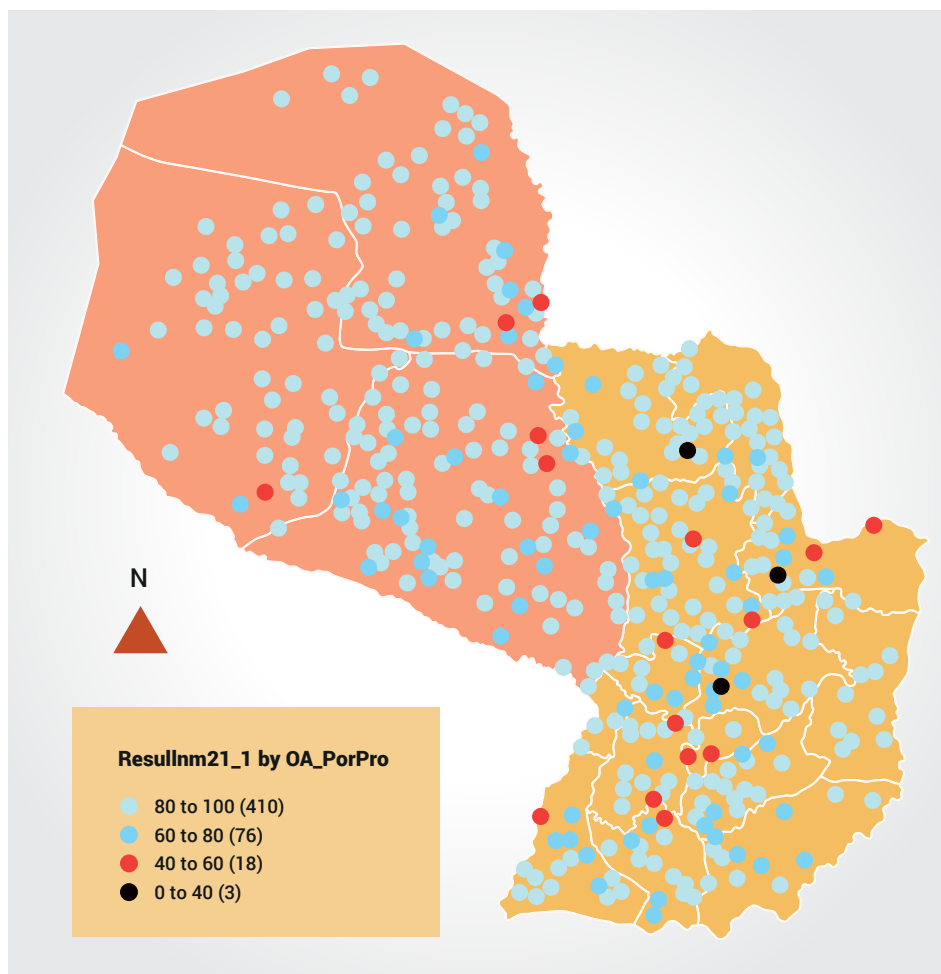 N
Resullnm21_1 by OA_PorPro
80 to 100 (410)
60 to 80 (76)
40 to 60 (18)
0 to 40 (3)